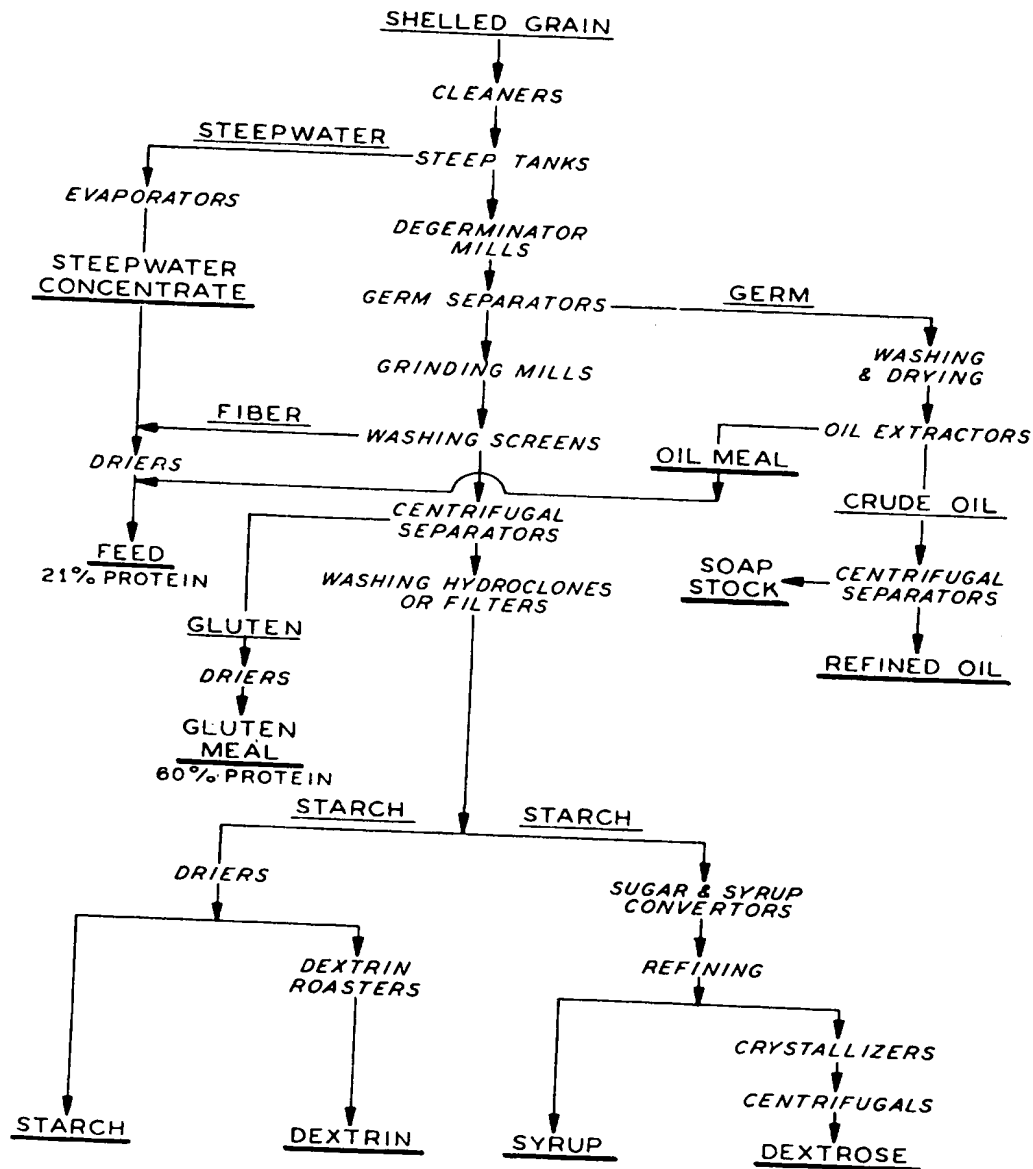 SHELLED GRAIN
CLEANERS
STEEPWATER
STEEP TANKS
EVAPORATORS
DEGERMINATOR
MILLS
STEEPWATER
CONCENTRATE
GERM SEPARATORS
GERM
WASHING
& DRYING
GRINDING MILLS
FIBER
WASHING SCREENS
OIL EXTRACTORS
OIL MEAL
DRIERS
CRUDE OIL
CENTRIFUGAL
SEPARATORS
FEED
21% PROTEIN
WASHING HYDROCLONES
OR FILTERS
SOAP
STOCK
CENTRIFUGAL
SEPARATORS
GLUTEN
REFINED OIL
DRIERS
GLUTEN
MEAL
60% PROTEIN
STARCH
STARCH
DRIERS
SUGAR & SYRUP
CONVERTORS
DEXTRIN
ROASTERS
REFINING
CRYSTALLIZERS
CENTRIFUGALS
STARCH
DEXTRIN
SYRUP
DEXTROSE